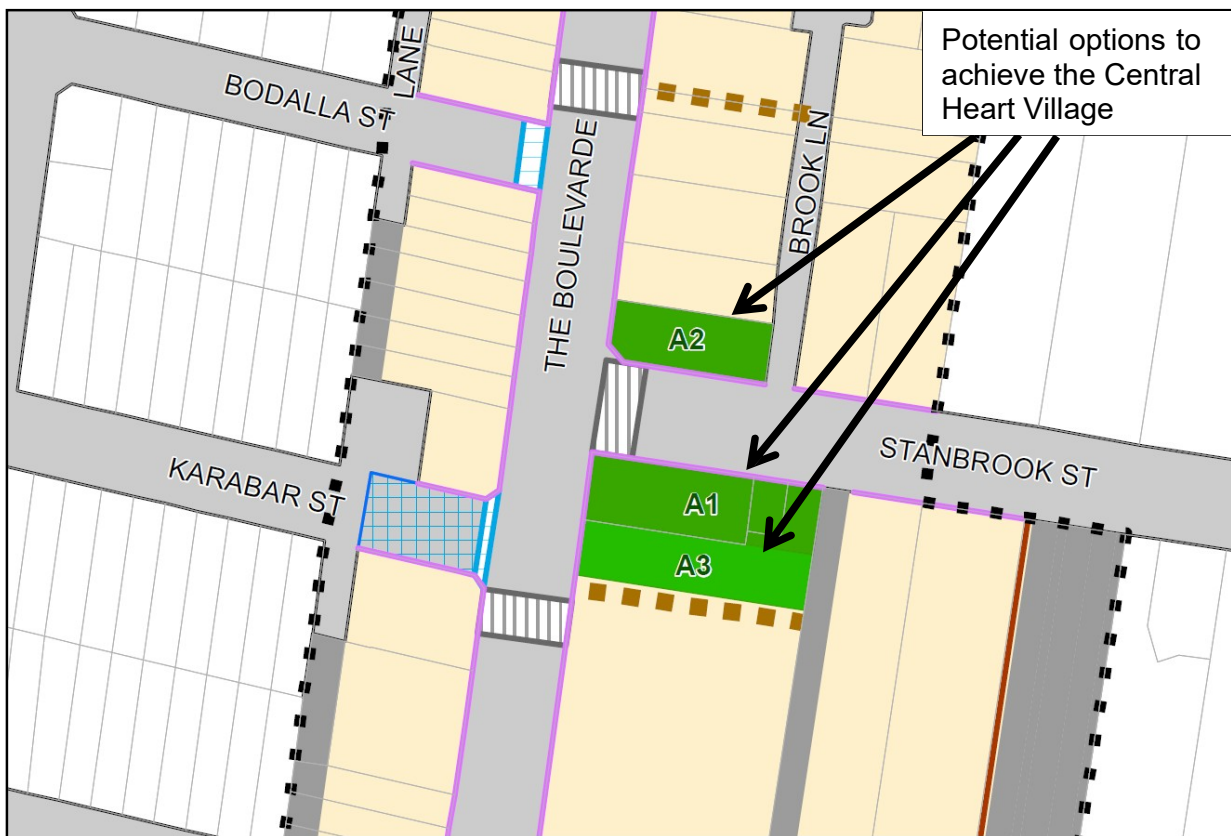 Potential options to
achieve the Central
Heart Village
LANE
BODALLA ST
THE BOULEVARDE
BROOK LN
A2
STANBROOK ST
KARABAR ST
A1
A3